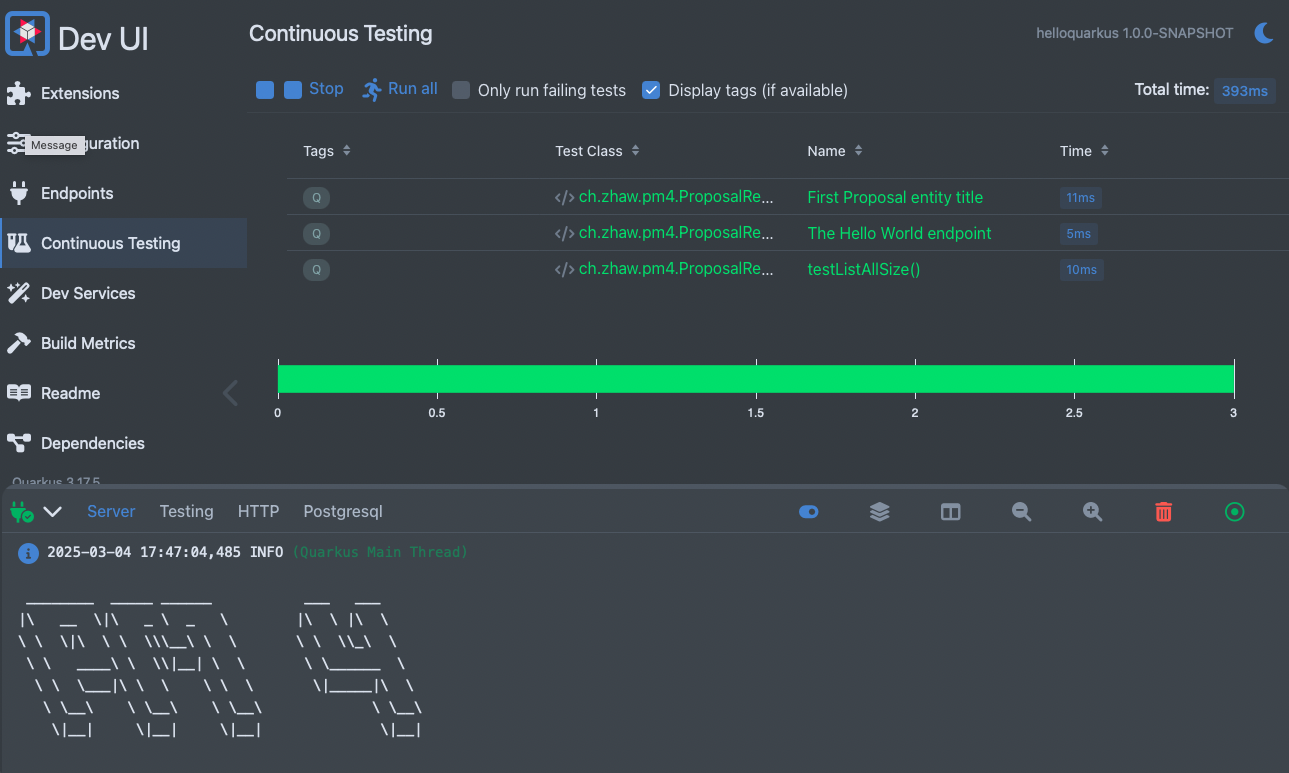 Dev UI
Continuous Testing
helloquarkus 1.0.0-SNAPSHOT
Extensions
Stop
Run all
Only run failing tests
Display tags (if available)
Total time: 393ms
Message
guration
Endpoints
Continuous Testing
Dev Services
Build Metrics
Readme
Dependencies
Quarkus 3.17.5
Tags Test Class Name Time
Q </> ch.zhaw.pm4.ProposalRe... First Proposal entity title 11ms
Q </> ch.zhaw.pm4.ProposalRe... The Hello World endpoint 5ms
Q </> ch.zhaw.pm4.ProposalRe... testListAllSize() 10ms
0 0.5 1 1.5 2 2.5 3
Server Testing HTTP Postgresql
2025-03-04 17:47:04,485 INFO (Quarkus Main Thread)
PM 4